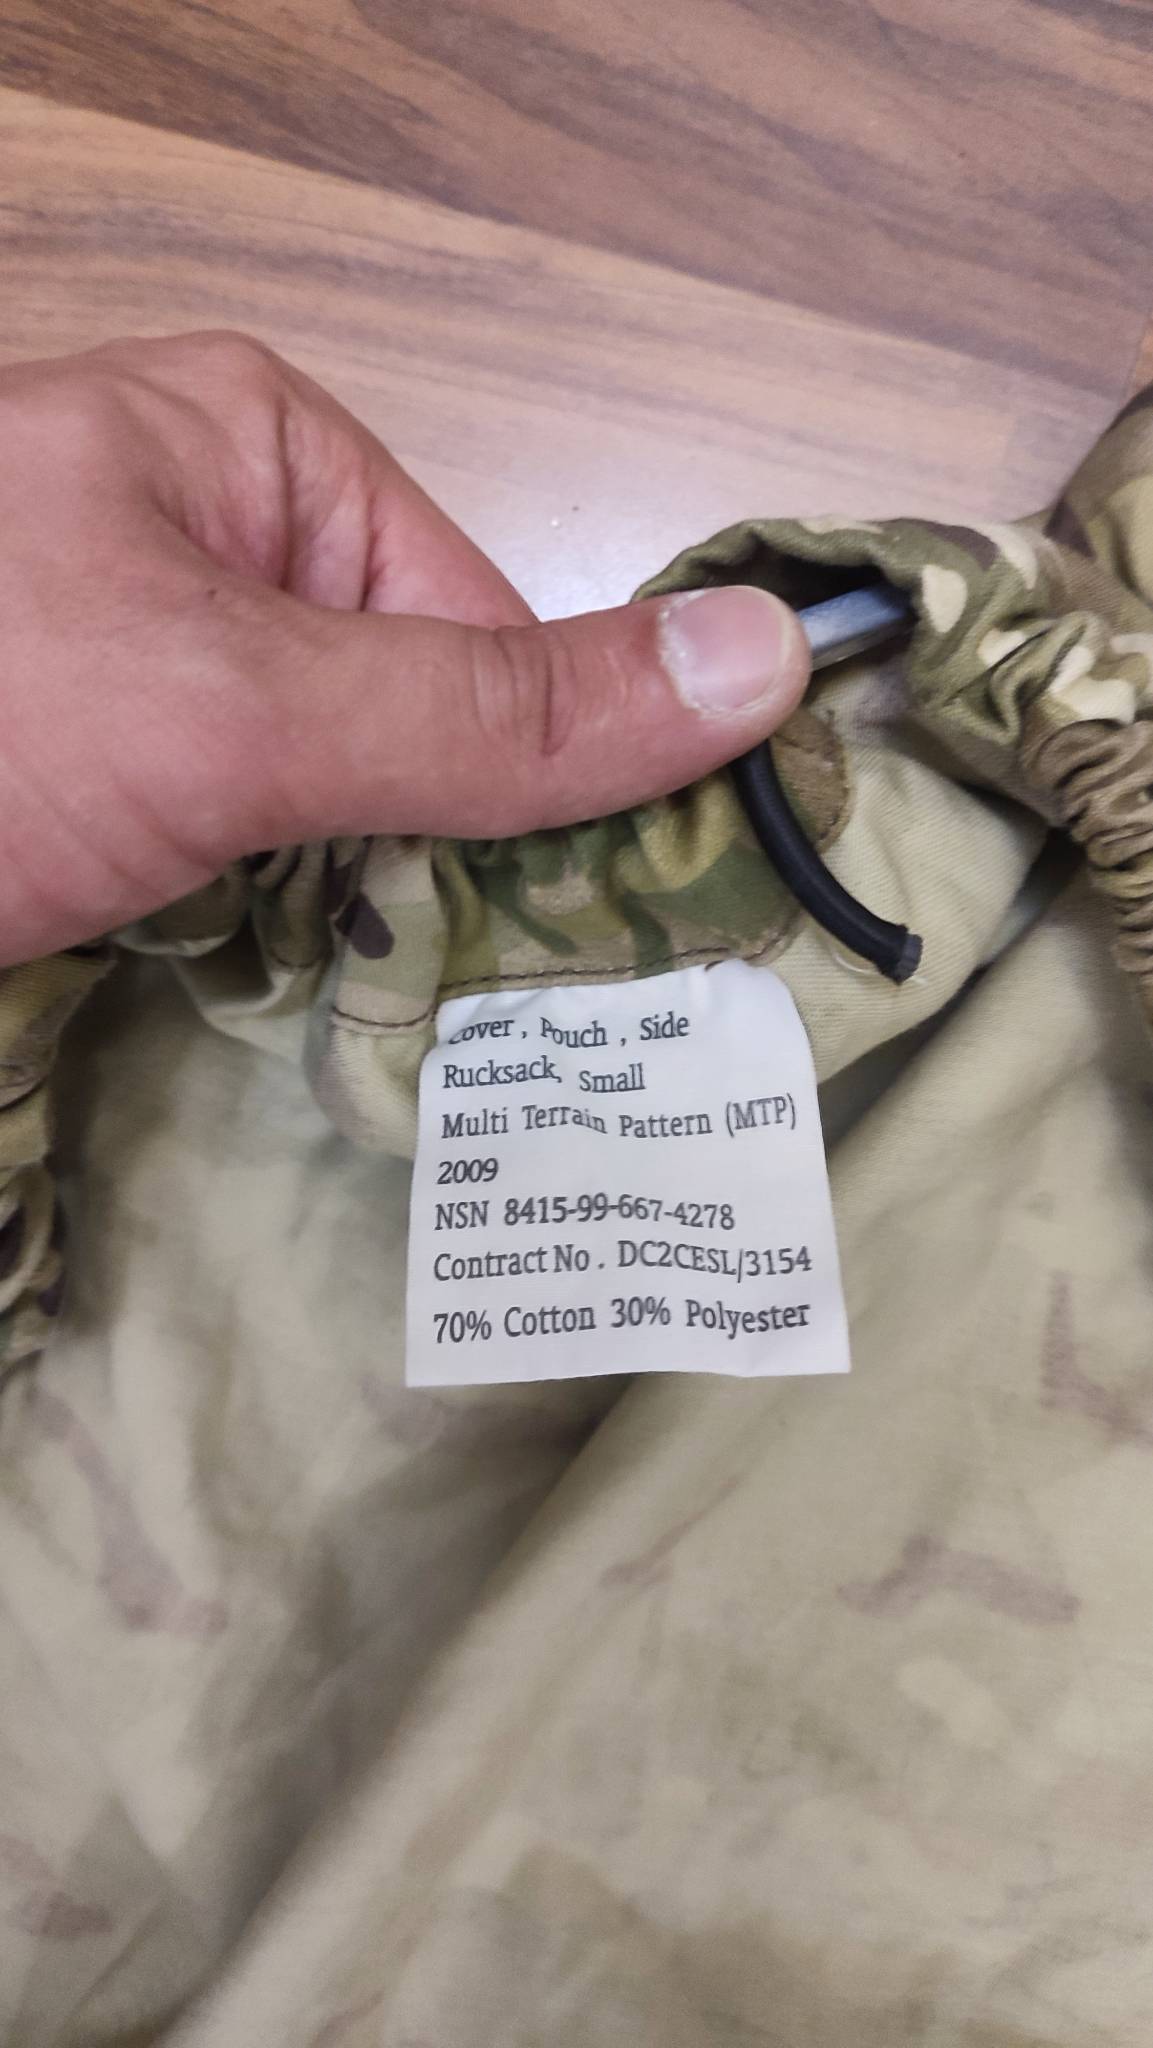 Cover, Pouch, Side
Rucksack, Small
Multi Terrain Pattern (MTP)
2009
NSN 8415-99-667-4278
Contract No. DC2CESL/3154
70% Cotton 30% Polyester